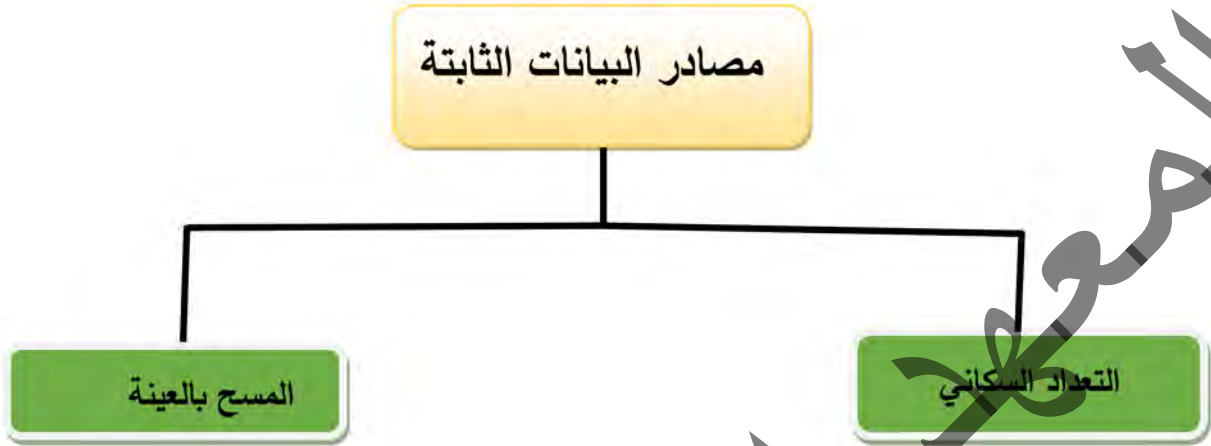 مصادر البيانات الثابتة
التعداد السكاني
المسح بالعينة